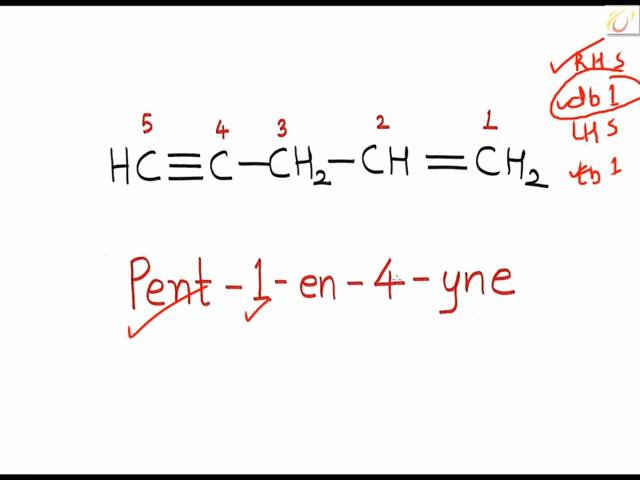 RHS
db 1
LHS
tb 1
5 4 3 2 1
HC≡C—CH₂—CH=CH₂
Pent-1-en-4-yne